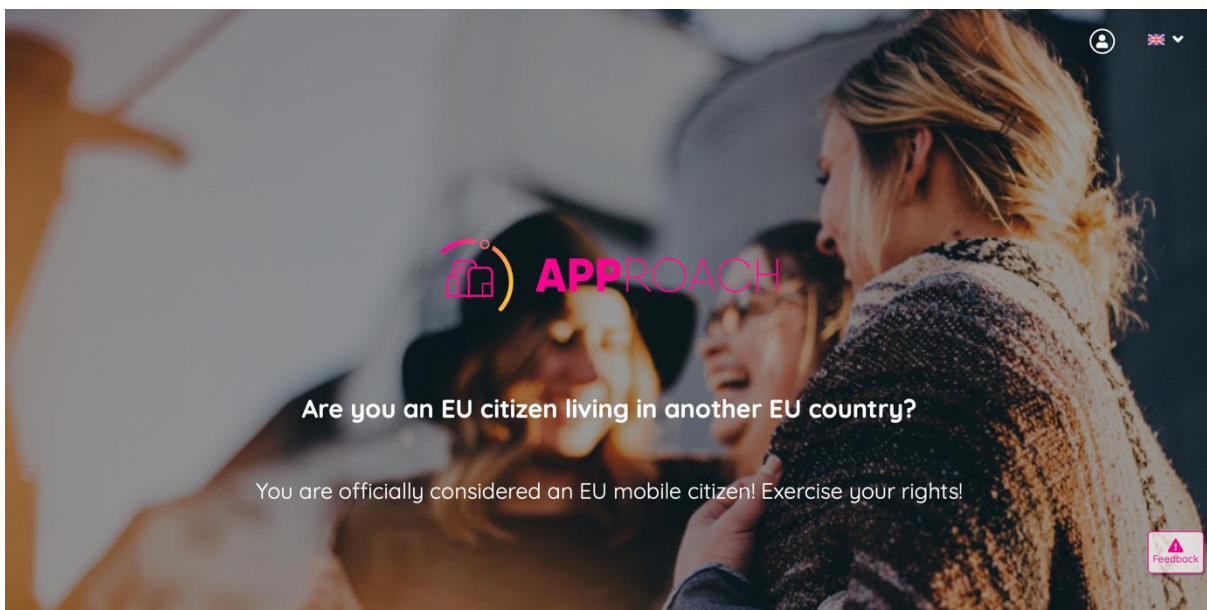 APPROACH
Are you an EU citizen living in another EU country?
You are officially considered an EU mobile citizen! Exercise your rights!
Feedback